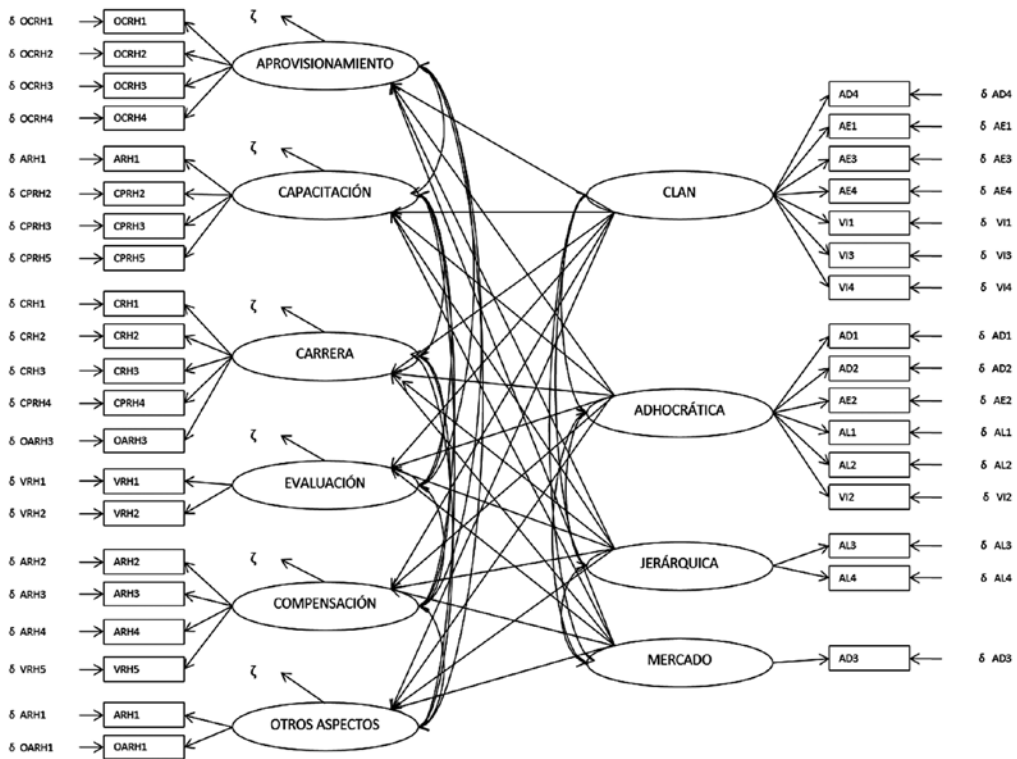 δ OCRH1 OCRH1
δ OCRH2 OCRH2
δ OCRH3 OCRH3
δ OCRH4 OCRH4
ζ
APROVISIONAMIENTO
δ ARH1 ARH1
δ CPRH2 CPRH2
δ CPRH3 CPRH3
δ CPRH5 CPRH5
ζ
CAPACITACIÓN
δ CRH1 CRH1
δ CRH2 CRH2
δ CRH3 CRH3
δ CPRH4 CPRH4
δ OARH3 OARH3
ζ
CARRERA
δ VRH1 VRH1
δ VRH2 VRH2
ζ
EVALUACIÓN
δ ARH2 ARH2
δ ARH3 ARH3
δ ARH4 ARH4
δ VRH5 VRH5
ζ
COMPENSACIÓN
δ ARH1 ARH1
δ OARH1 OARH1
ζ
OTROS ASPECTOS
CLAN
AD4 δ AD4
AE1 δ AE1
AE3 δ AE3
AE4 δ AE4
VI1 δ VI1
VI3 δ VI3
VI4 δ VI4
ADHOCRÁTICA
AD1 δ AD1
AD2 δ AD2
AE2 δ AE2
AL1 δ AL1
AL2 δ AL2
VI2 δ VI2
JERÁRQUICA
AL3 δ AL3
AL4 δ AL4
MERCADO
AD3 δ AD3